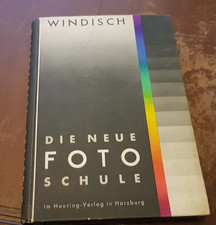 WINDISCH
DIE NEUE
FOTO
SCHULE
im Heering-Verlag in Harzburg